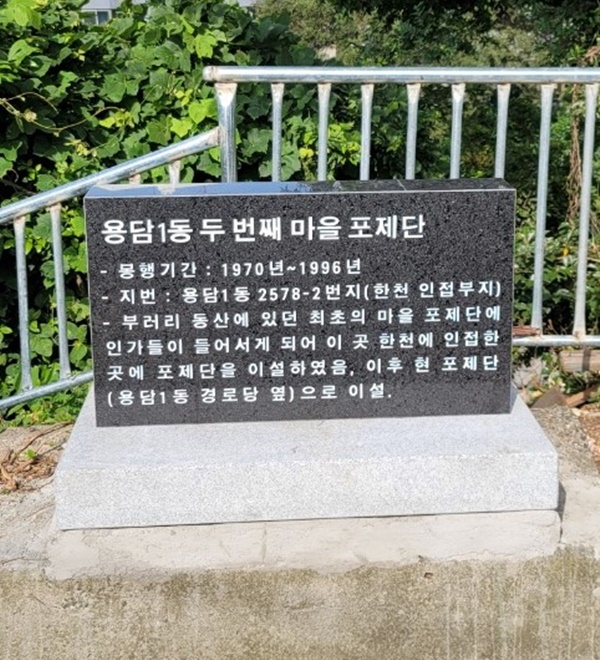 용담1동 두 번째 마을 포제단
- 봉행기간 : 1970년~1996년
- 지번 : 용담1동 2578-2번지(한천 인접부지)
- 부러리 동산에 있던 최초의 마을 포제단에
인가들이 들어서게 되어 이 곳 한천에 인접한
곳에 포제단을 이설하였음, 이후 현 포제단
(용담1동 경로당 옆)으로 이설.